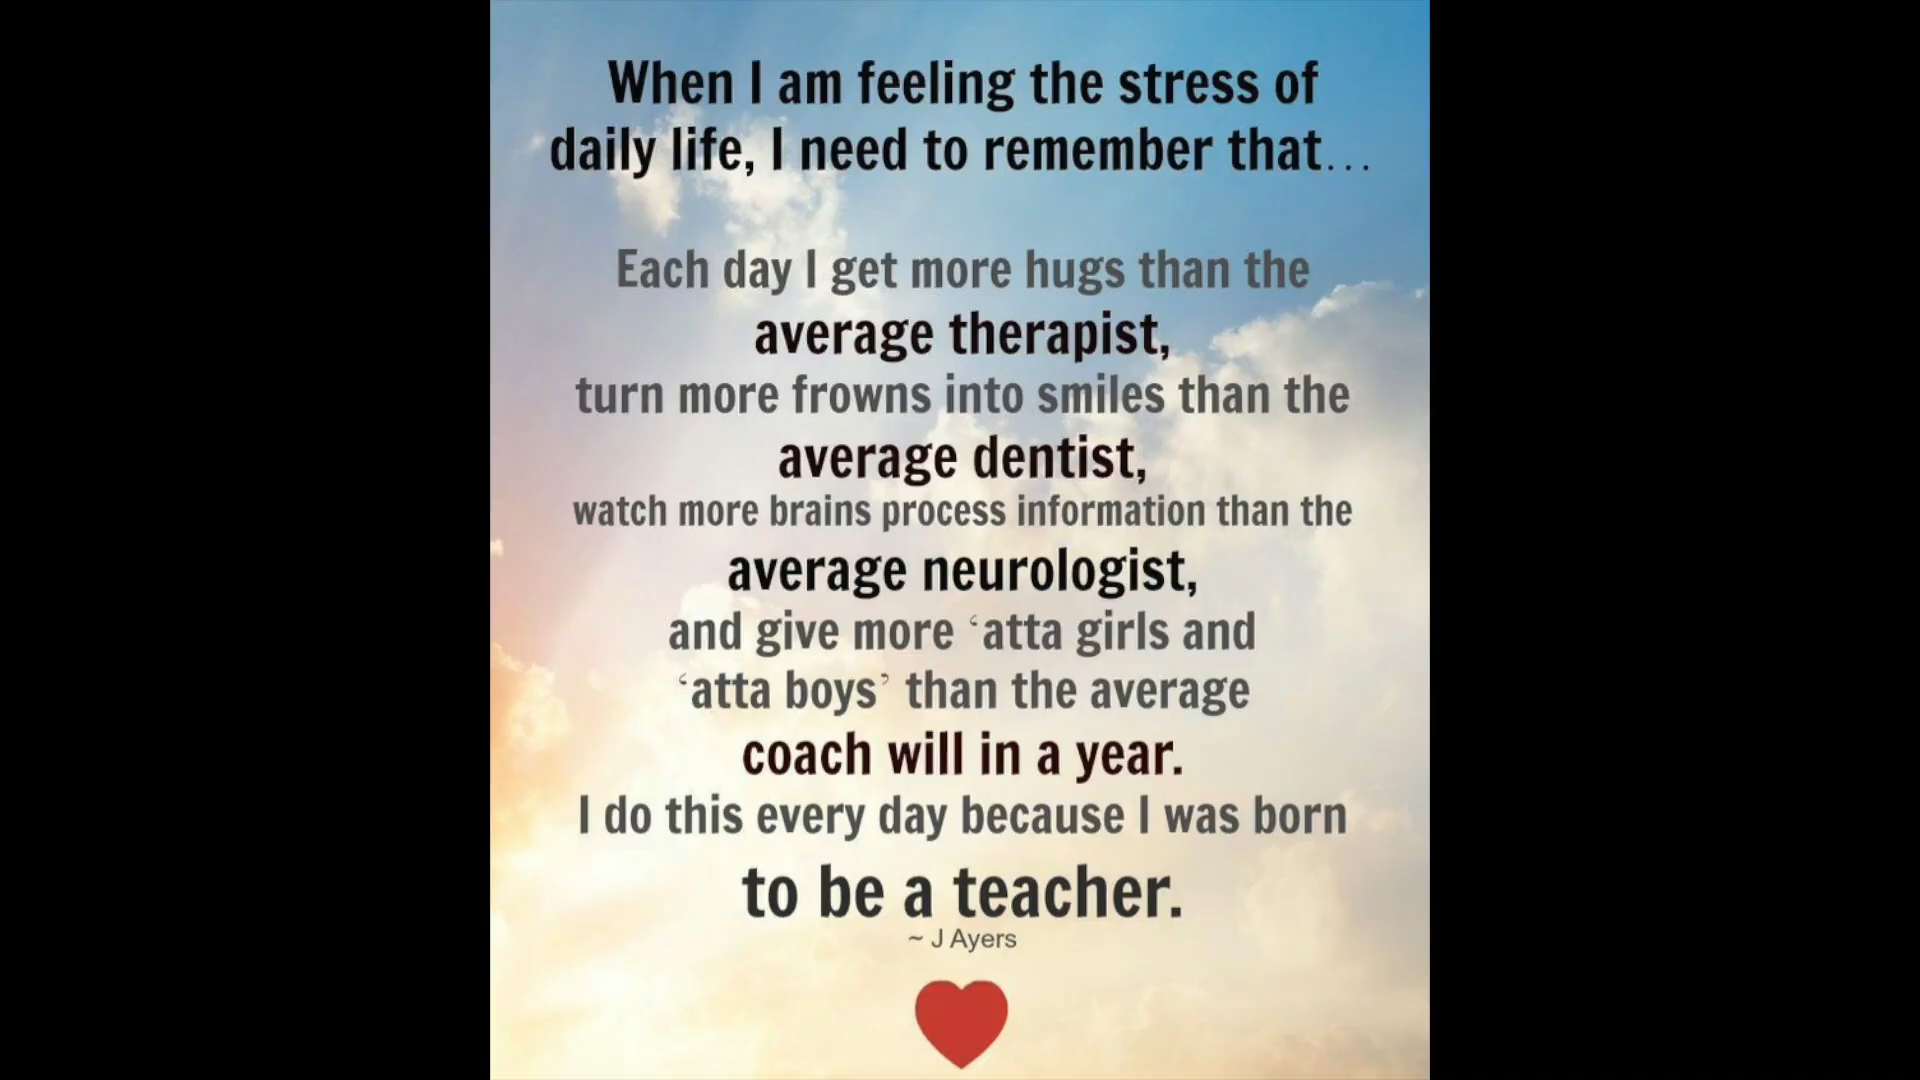 When I am feeling the stress of
daily life, I need to remember that...
Each day I get more hugs than the
average therapist,
turn more frowns into smiles than the
average dentist,
watch more brains process information than the
average neurologist,
and give more ‘atta girls and
‘atta boys’ than the average
coach will in a year.
I do this every day because I was born
to be a teacher.
~ J Ayers